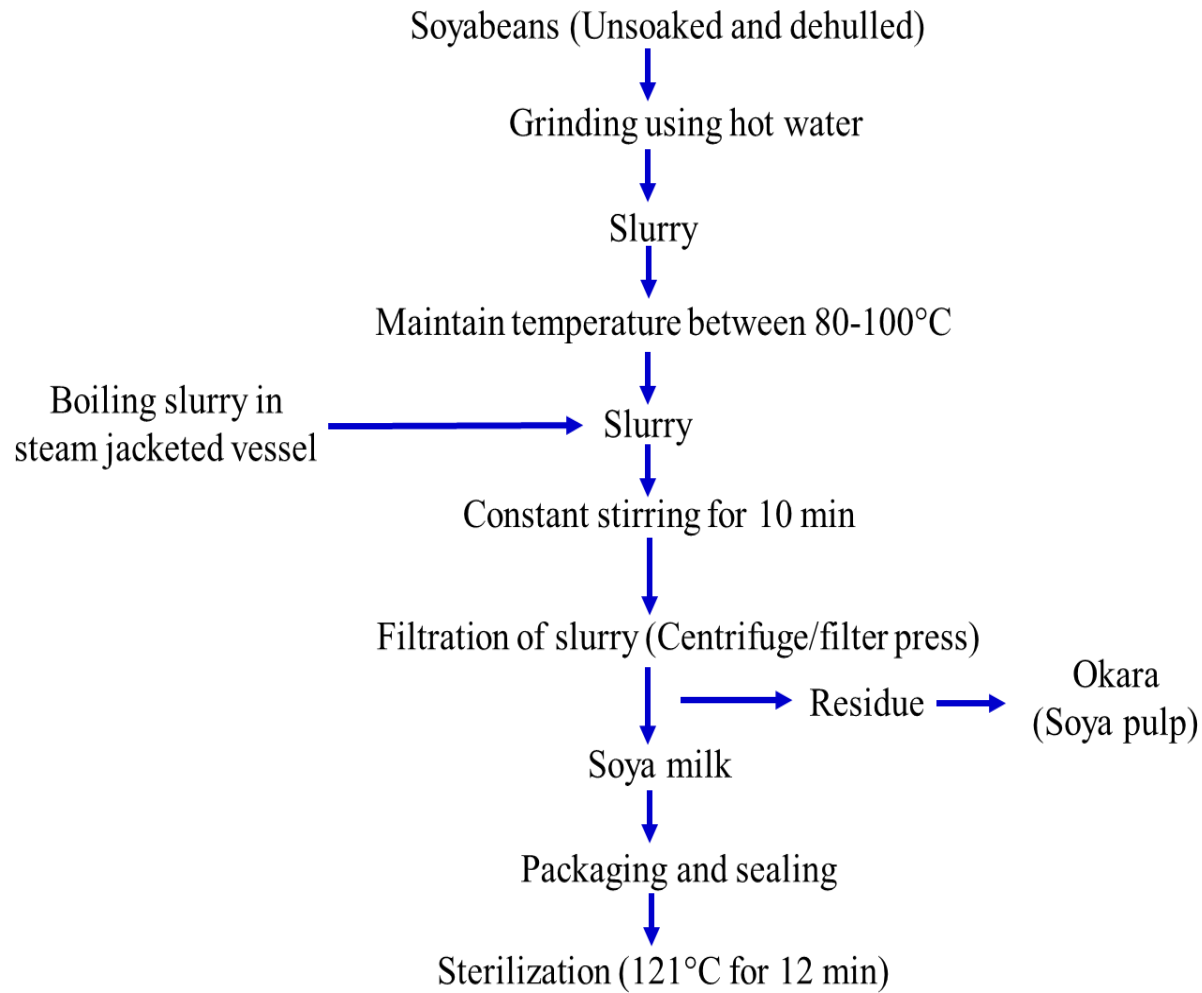 Soyabeans (Unsoaked and dehulled)
Grinding using hot water
Slurry
Maintain temperature between 80-100°C
Boiling slurry in
steam jacketed vessel
Slurry
Constant stirring for 10 min
Filtration of slurry (Centrifuge/filter press)
Residue
Okara
(Soya pulp)
Soya milk
Packaging and sealing
Sterilization (121°C for 12 min)